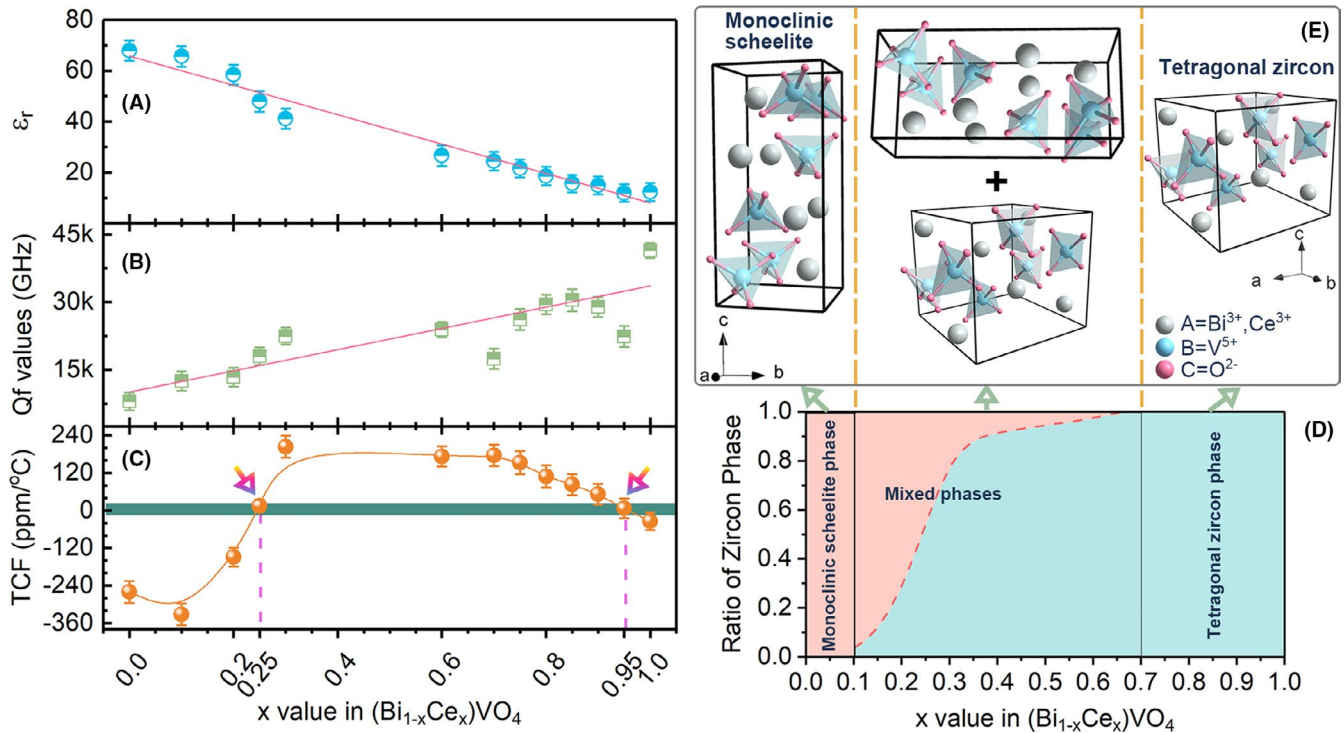 80
60
40
20
εr
(A)
45k
30k
15k
Qf values (GHz)
(B)
240
120
0
-120
-240
-360
TCF (ppm/°C)
(C)
0.0
0.2
0.25
0.4
0.6
0.8
0.95
1.0
x value in (Bi1-xCex)VO4
Monoclinic
scheelite
(E)
Tetragonal zircon
+
c
a
b
c
a
b
A=Bi3+,Ce3+
B=V5+
C=O2-
1.0
0.8
0.6
0.4
0.2
0.0
Ratio of Zircon Phase
Monoclinic scheelite phase
Mixed phases
Tetragonal zircon phase
(D)
0.0 0.1 0.2 0.3 0.4 0.5 0.6 0.7 0.8 0.9 1.0
x value in (Bi1-xCex)VO4